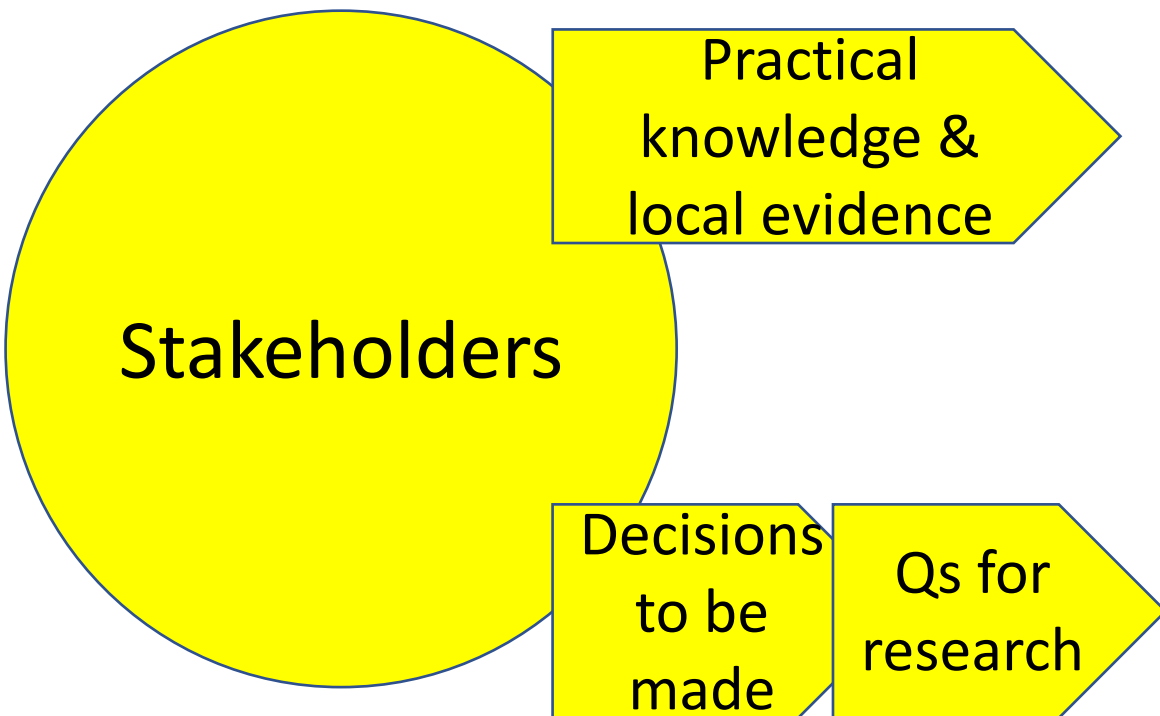 Practical
knowledge &
local evidence
Stakeholders
Decisions
to be
made
Qs for
research